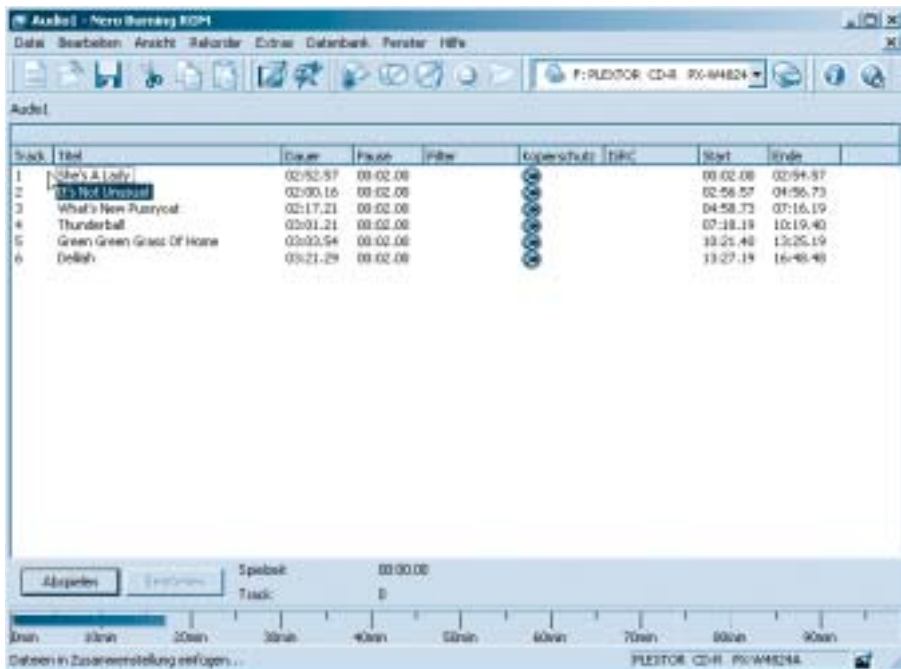 Audio1 - Nero Burning ROM
Datei Bearbeiten Ansicht Rekorder Extras Datenbank Fenster Hilfe
F: PLEXTOR CD-R PX-W4824
Audio1
Track Titel Dauer Pause Filter Kopierschutz ISRC Start Ende
1 She's A Lady 02:52.57 00:02.00 00:02.00 02:54.57
2 It's Not Unusual 02:00.16 00:02.00 02:56.57 04:56.73
3 What's New Pussycat 02:17.21 00:02.00 04:58.73 07:16.19
4 Thunderball 03:01.21 00:02.00 07:18.19 10:19.40
5 Green Green Grass Of Home 03:03.54 00:02.00 10:21.40 13:25.19
6 Delilah 03:21.29 00:02.00 13:27.19 16:48.48
Abspielen Bearbeiten Spielzeit: 00:00.00
Track: 0
0min 10min 20min 30min 40min 50min 60min 70min 80min 90min
Dateien in Zusammenstellung einfügen... PLEXTOR CD-R PX-W4824A